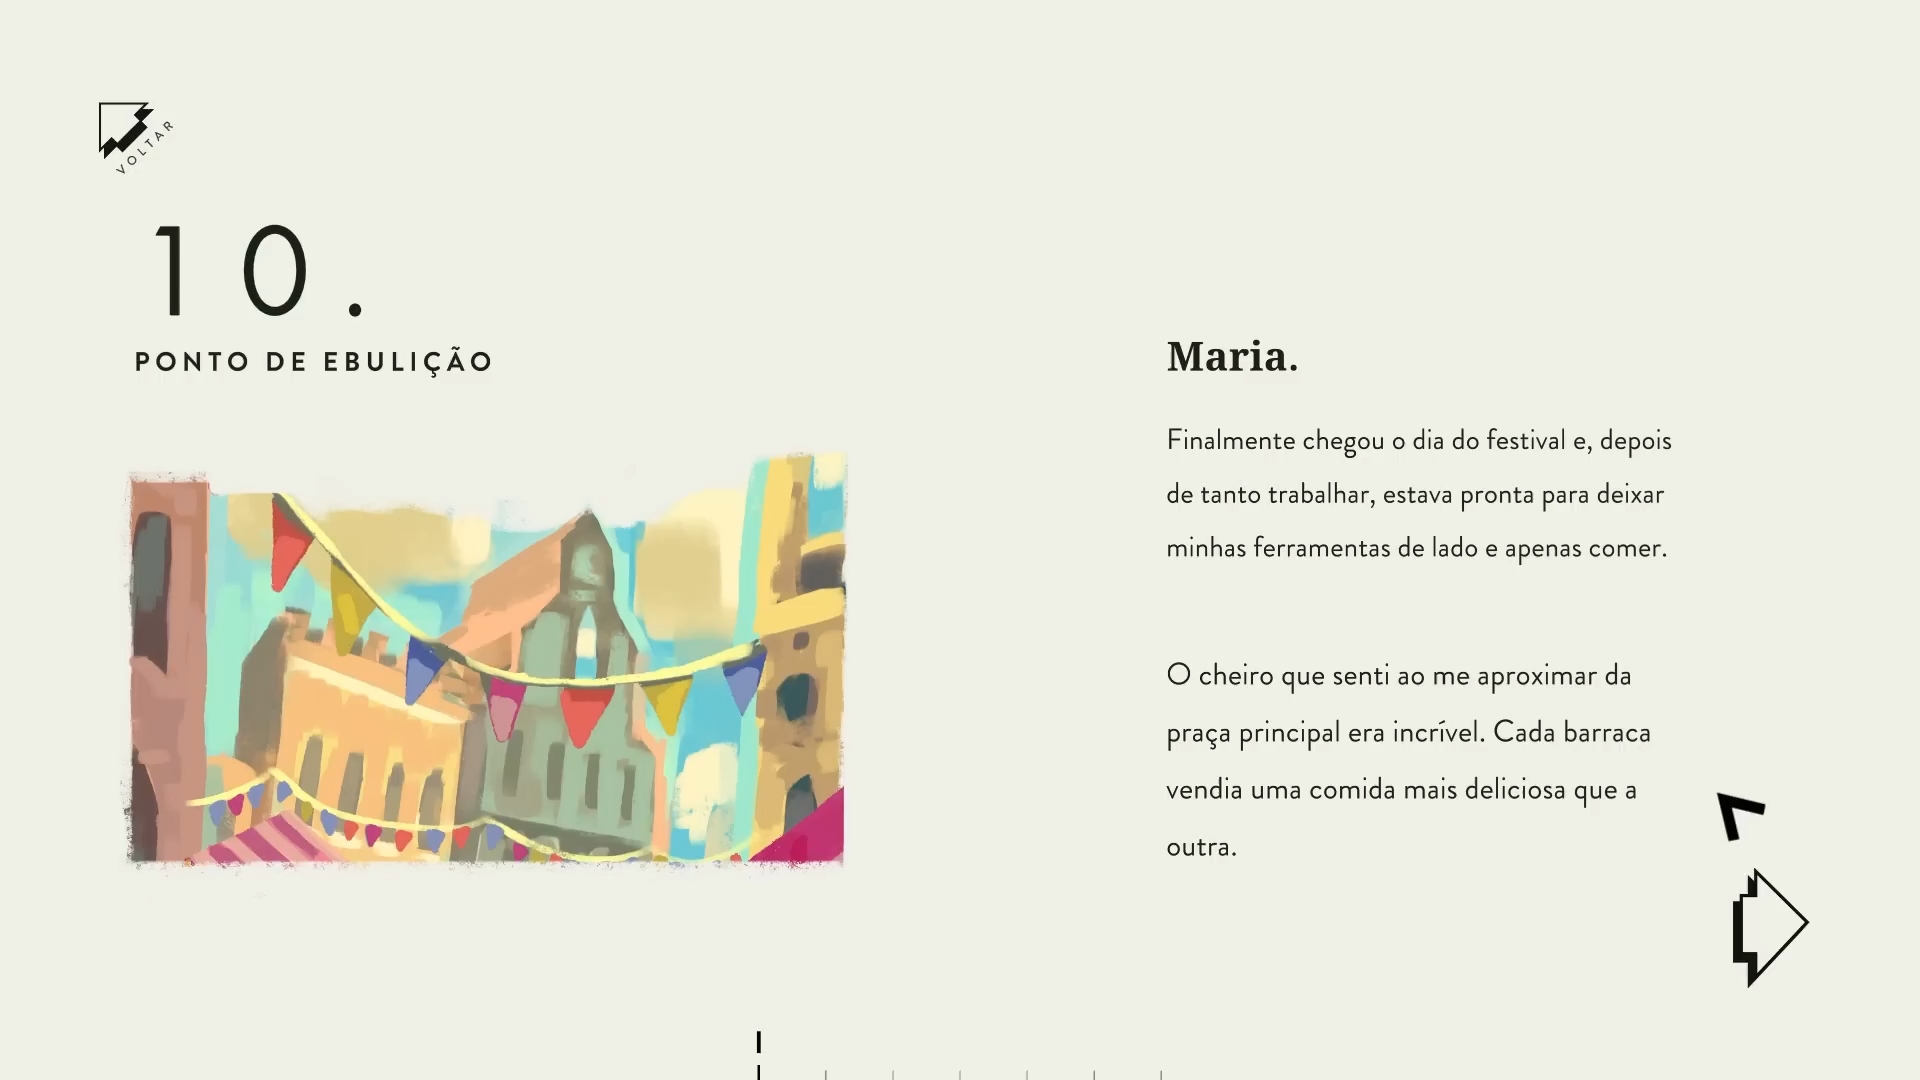 VOLTAR
10.
PONTO DE EBULIÇÃO
Maria.
Finalmente chegou o dia do festival e, depois
de tanto trabalhar, estava pronta para deixar
minhas ferramentas de lado e apenas comer.
O cheiro que senti ao me aproximar da
praça principal era incrível. Cada barraca
vendia uma comida mais deliciosa que a
outra.